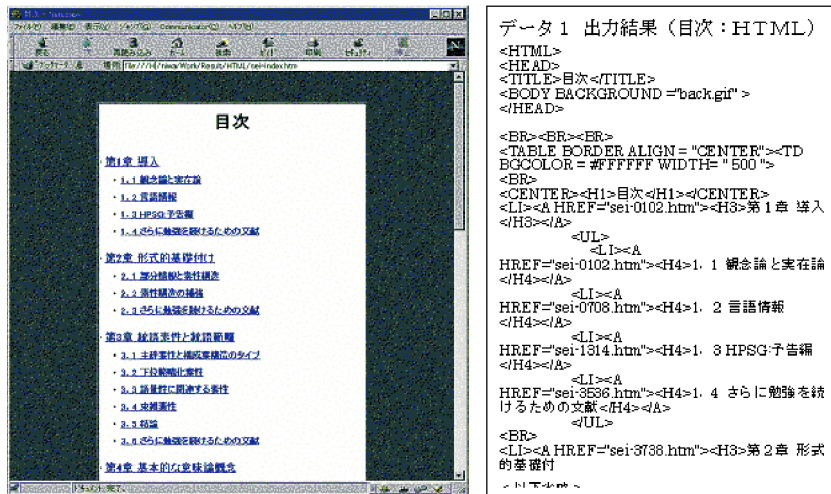 目次
第1章 導入
・1.1 観念論と実在論
・1.2 言語情報
・1.3 HPSG:予告編
・1.4 さらに勉強を続けるための文献
第2章 形式的基礎付け
・2.1 部分情報と素性構造
・2.2 素性構造の補強
・2.3 さらに勉強を続けるための文献
第3章 統語素性と統語範疇
・3.1 主辞素性と構成素構造のタイプ
・3.2 下位範疇化素性
・3.3 語彙性に関連する素性
・3.4 束縛素性
・3.5 結論
・3.6 さらに勉強を続けるための文献
第4章 基本的な意味論概念
データ1 出力結果（目次：HTML）
<HTML>
<HEAD>
<TITLE>目次</TITLE>
<BODY BACKGROUND ="back.gif" >
</HEAD>
<BR><BR><BR>
<TABLE BORDER ALIGN = "CENTER"><TD
BGCOLOR = #FFFFFF WIDTH= " 500 ">
<BR>
<CENTER><H1>目次</H1></CENTER>
<LI><A HREF="sei-0102.htm"><H3>第1章 導入
</H3></A>
<UL>
<LI><A
HREF="sei-0102.htm"><H4>1．1 観念論と実在論
</H4></A>
<LI><A
HREF="sei-0708.htm"><H4>1．2 言語情報
</H4></A>
<LI><A
HREF="sei-1314.htm"><H4>1．3 HPSG:予告編
</H4></A>
<LI><A
HREF="sei-3536.htm"><H4>1．4 さらに勉強を続
けるための文献</H4></A>
</UL>
<BR>
<LI><A HREF="sei-3738.htm"><H3>第2章 形式
的基礎付